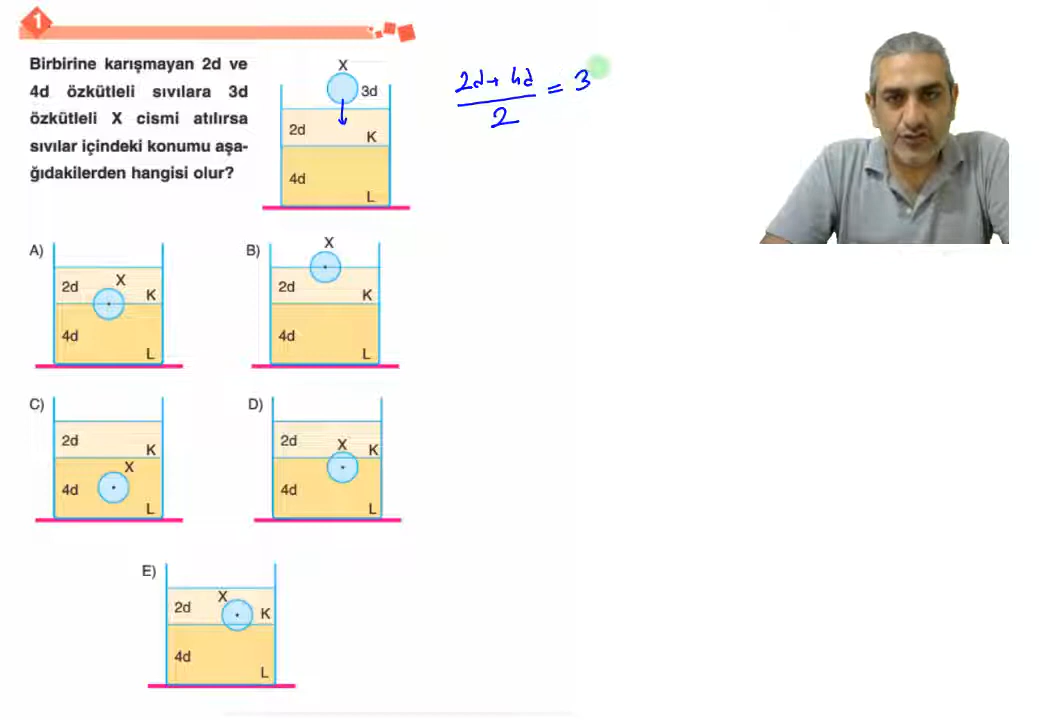 1
Birbirine karışmayan 2d ve
4d özkütleli sıvılara 3d
özkütleli X cismi atılırsa
sıvılar içindeki konumu aşa-
ğıdakilerden hangisi olur?
X
3d
2d
K
4d
L
2d+4d
2
= 3
A)
X
2d
K
4d
L
B)
X
2d
K
4d
L
C)
2d
K
X
4d
L
D)
2d
X
K
4d
L
E)
X
2d
K
4d
L